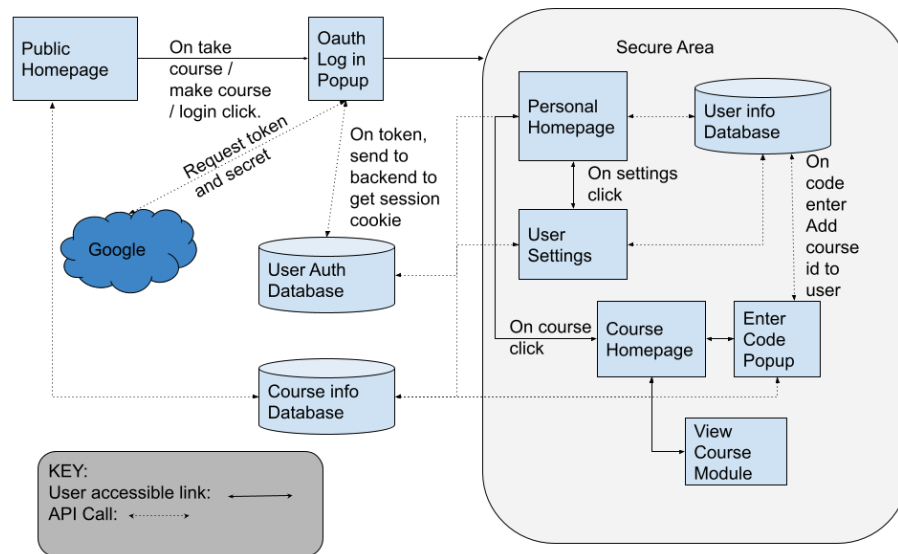 Public
Homepage
On take
course /
make course
/ login click.
Oauth
Log in
Popup
Secure Area
Personal
Homepage
User info
Database
Request token
and secret
On token,
send to
backend to
get session
cookie
On settings
click
On
code
enter
Add
course
id to
user
Google
User
Settings
User Auth
Database
On course
click
Course
Homepage
Enter
Code
Popup
Course info
Database
View
Course
Module
KEY:
User accessible link:
API Call: